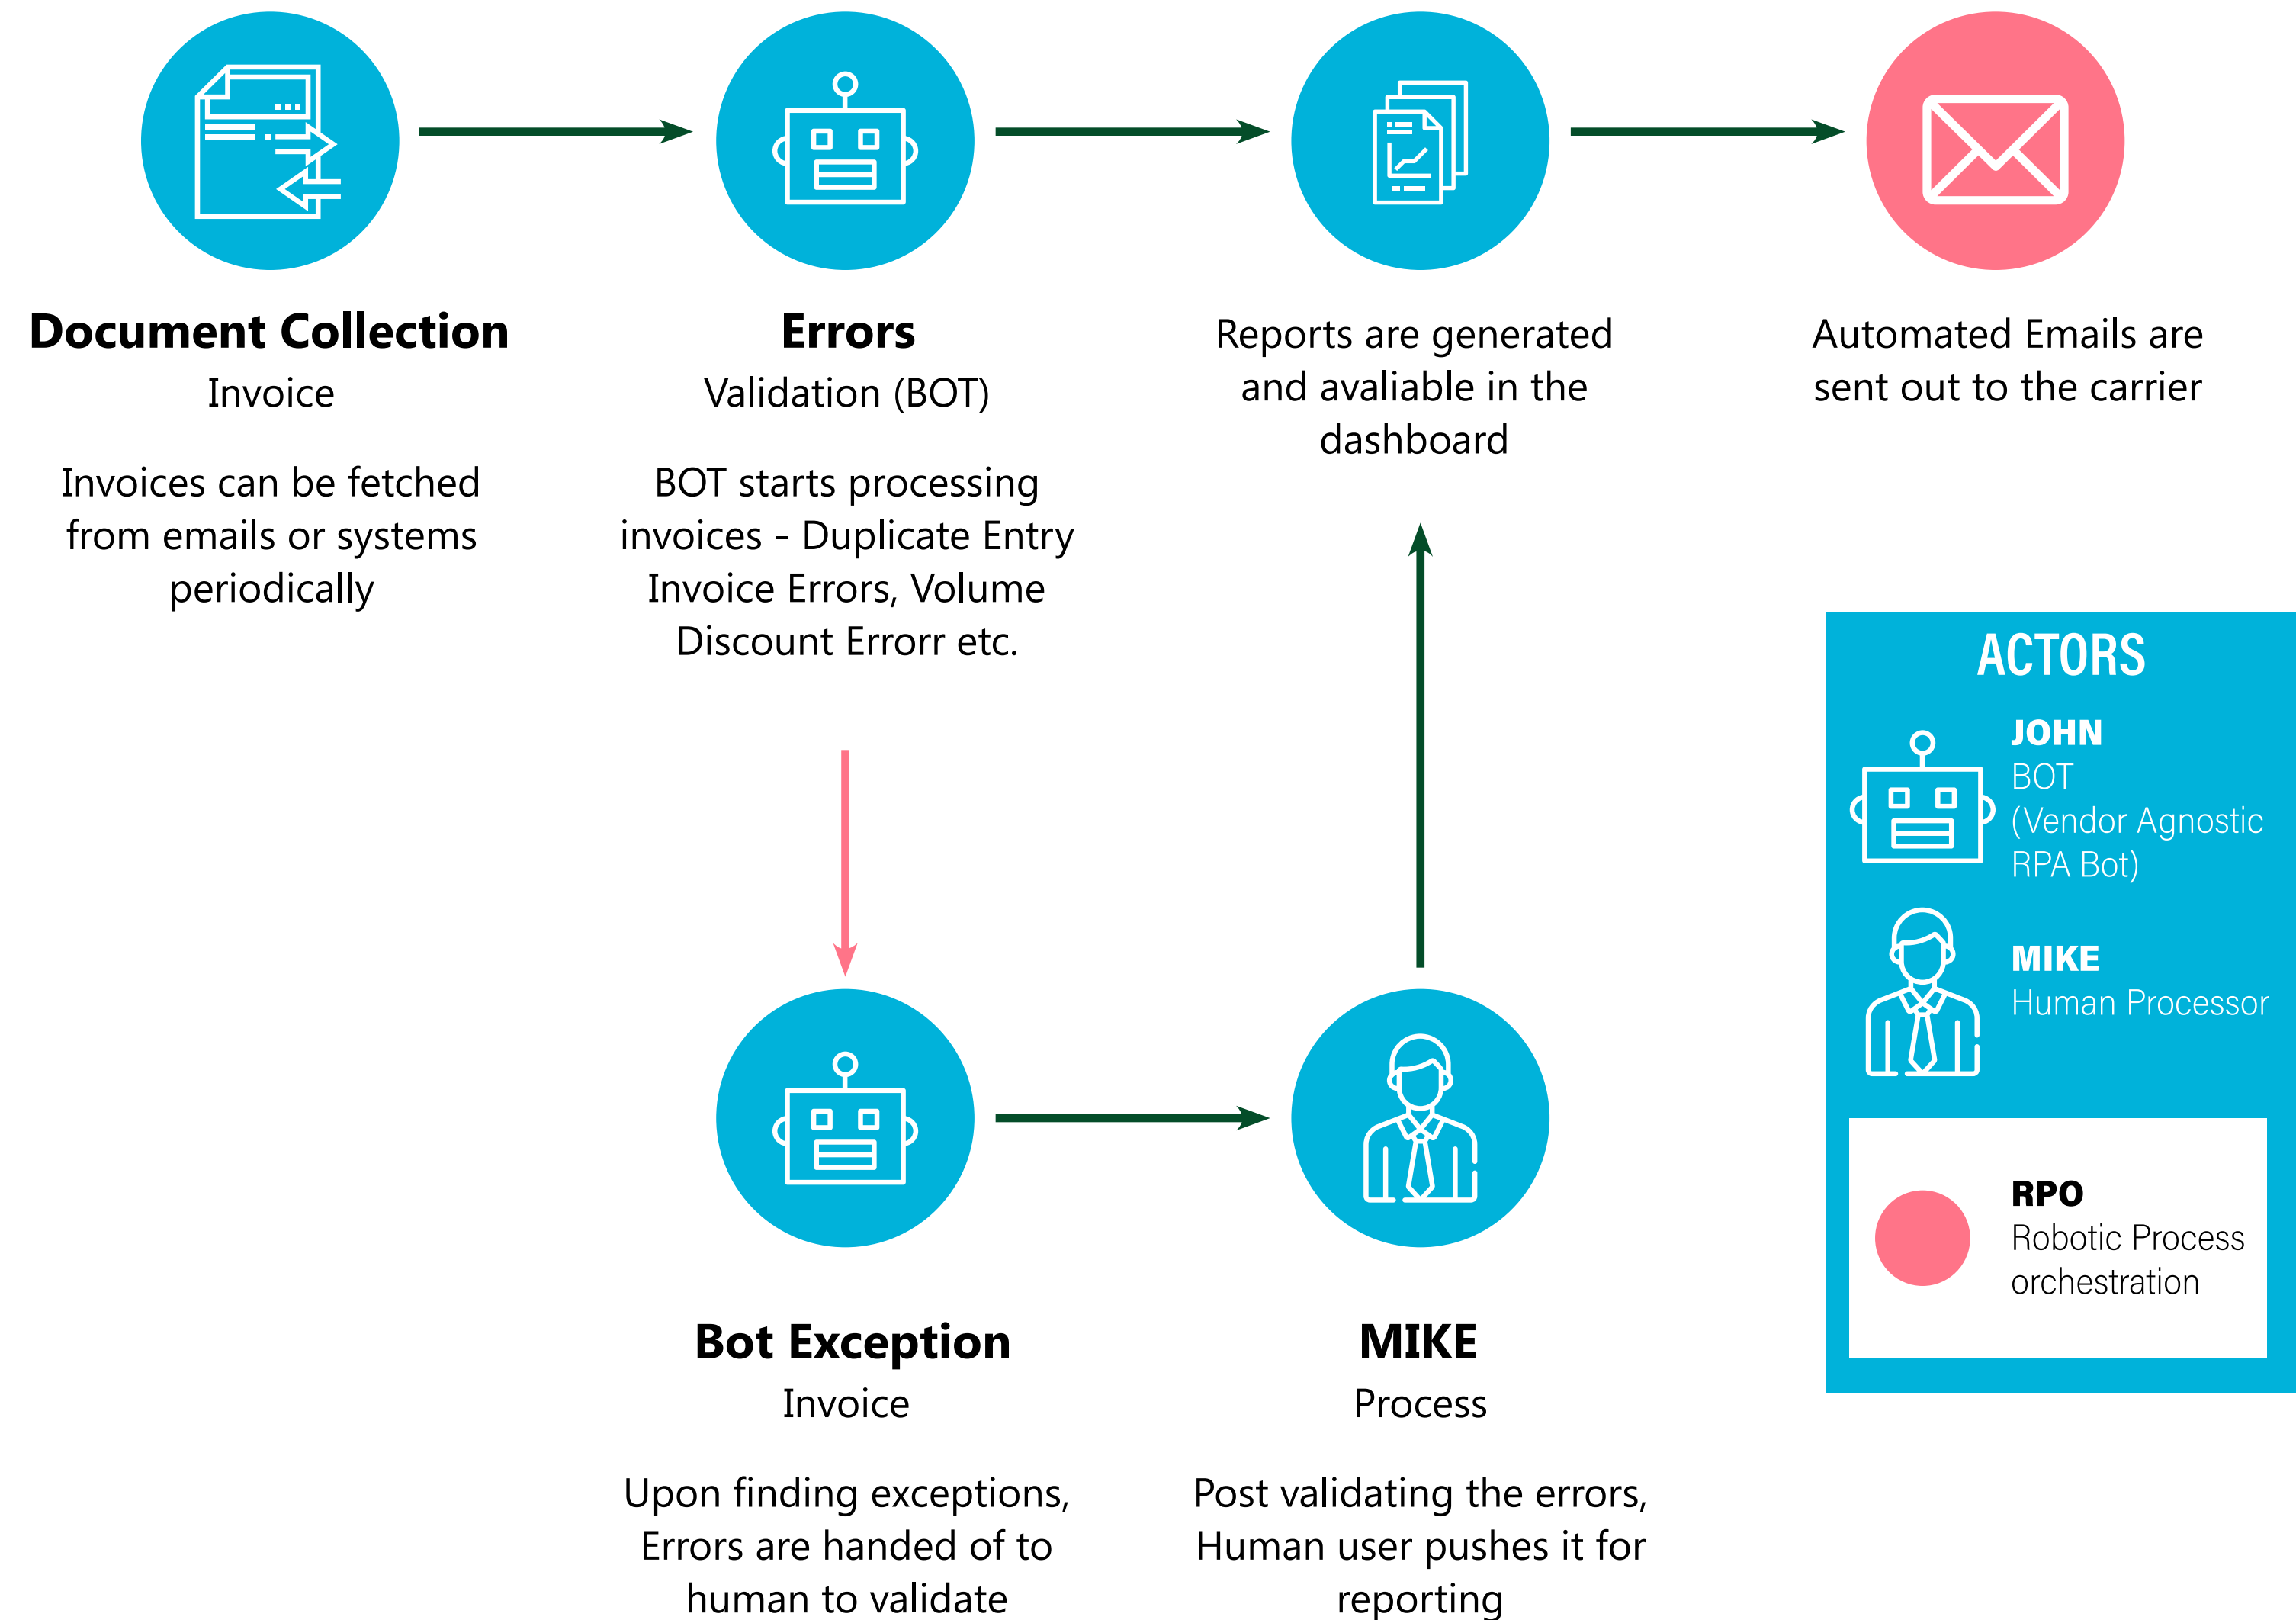 Document Collection
Invoice
Invoices can be fetched
from emails or systems
periodically
Errors
Validation (BOT)
BOT starts processing
invoices - Duplicate Entry
Invoice Errors, Volume
Discount Errorr etc.
Reports are generated
and avaliable in the
dashboard
Automated Emails are
sent out to the carrier
Bot Exception
Invoice
Upon finding exceptions,
Errors are handed of to
human to validate
MIKE
Process
Post validating the errors,
Human user pushes it for
reporting
ACTORS
JOHN
BOT
(Vendor Agnostic
RPA Bot)
MIKE
Human Processor
RPO
Robotic Process
orchestration